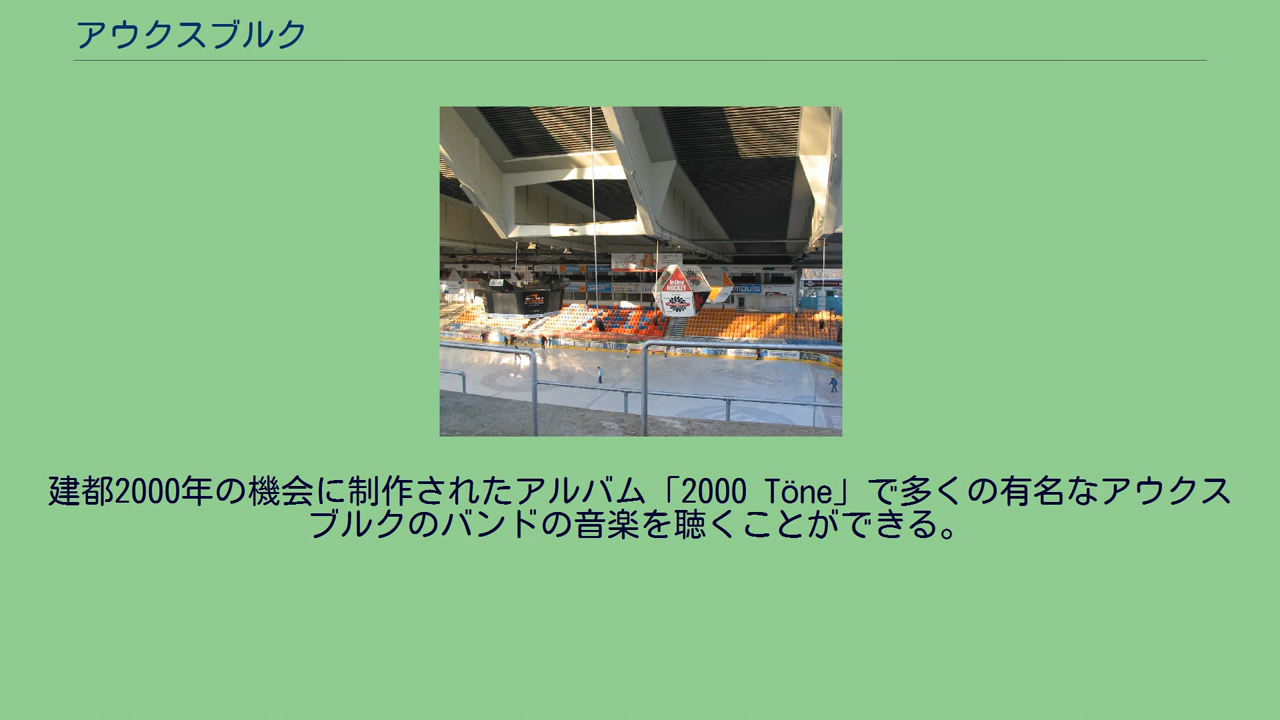 アウクスブルク
inline
HOCKEY
mpuls
建都2000年の機会に制作されたアルバム「2000 Töne」で多くの有名なアウクス
ブルクのバンドの音楽を聴くことができる。